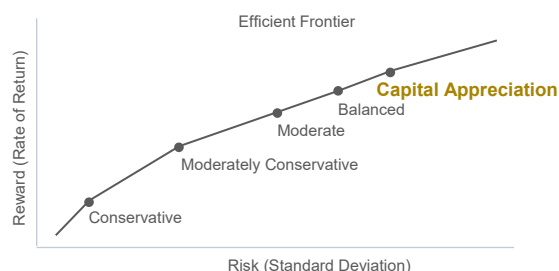 Efficient Frontier
Capital Appreciation
Balanced
Moderate
Moderately Conservative
Conservative
Reward (Rate of Return)
Risk (Standard Deviation)